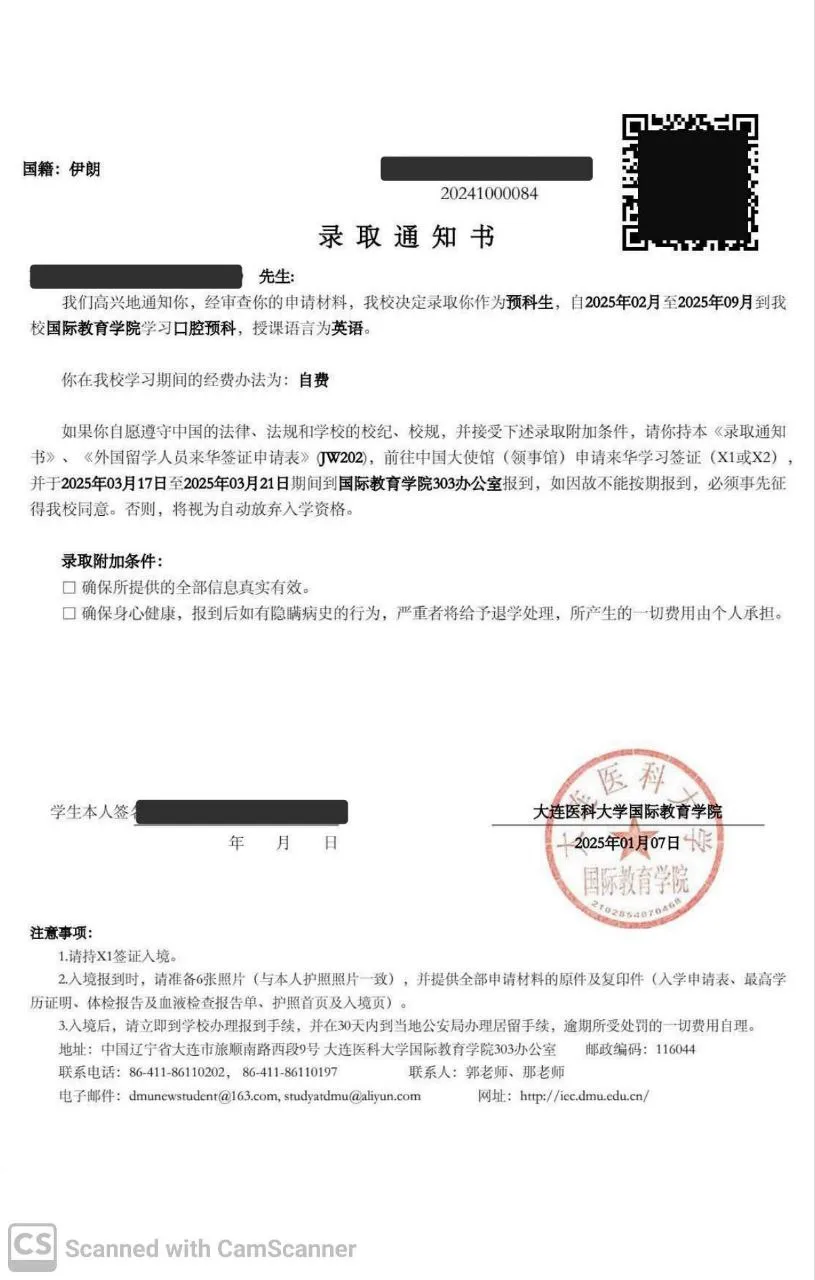 国籍：伊朗
20241000084
录取通知书
先生:
我们高兴地通知你，经审查你的申请材料，我校决定录取你作为预科生，自2025年02月至2025年09月到我
校国际教育学院学习口腔预科，授课语言为英语。
你在我校学习期间的经费办法为：自费
如果你自愿遵守中国的法律、法规和学校的校纪、校规，并接受下述录取附加条件，请你持本《录取通知
书》、《外国留学人员来华签证申请表》(JW202)，前往中国大使馆（领事馆）申请来华学习签证（X1或X2），
并于2025年03月17日至2025年03月21日期间到国际教育学院303办公室报到，如因故不能按期报到，必须事先征
得我校同意。否则，将视为自动放弃入学资格。
录取附加条件：
□ 确保所提供的全部信息真实有效。
□ 确保身心健康，报到后如有隐瞒病史的行为，严重者将给予退学处理，所产生的一切费用由个人承担。
学生本人签
年 月 日
大连医科大学国际教育学院
2025年01月07日
大连医科大学
国际教育学院
2102854070468
注意事项：
1.请持X1签证入境。
2.入境报到时，请准备6张照片（与本人护照照片一致），并提供全部申请材料的原件及复印件（入学申请表、最高学
历证明、体检报告及血液检查报告单、护照首页及入境页）。
3.入境后，请立即到学校办理报到手续，并在30天内到当地公安局办理居留手续，逾期所受处罚的一切费用自理。
地址：中国辽宁省大连市旅顺南路西段9号 大连医科大学国际教育学院303办公室 邮政编码：116044
联系电话：86-411-86110202， 86-411-86110197 联系人：郭老师、那老师
电子邮件：dmunewstudent@163.com, studyatdmu@aliyun.com 网址：http://iec.dmu.edu.cn/
CS Scanned with CamScanner